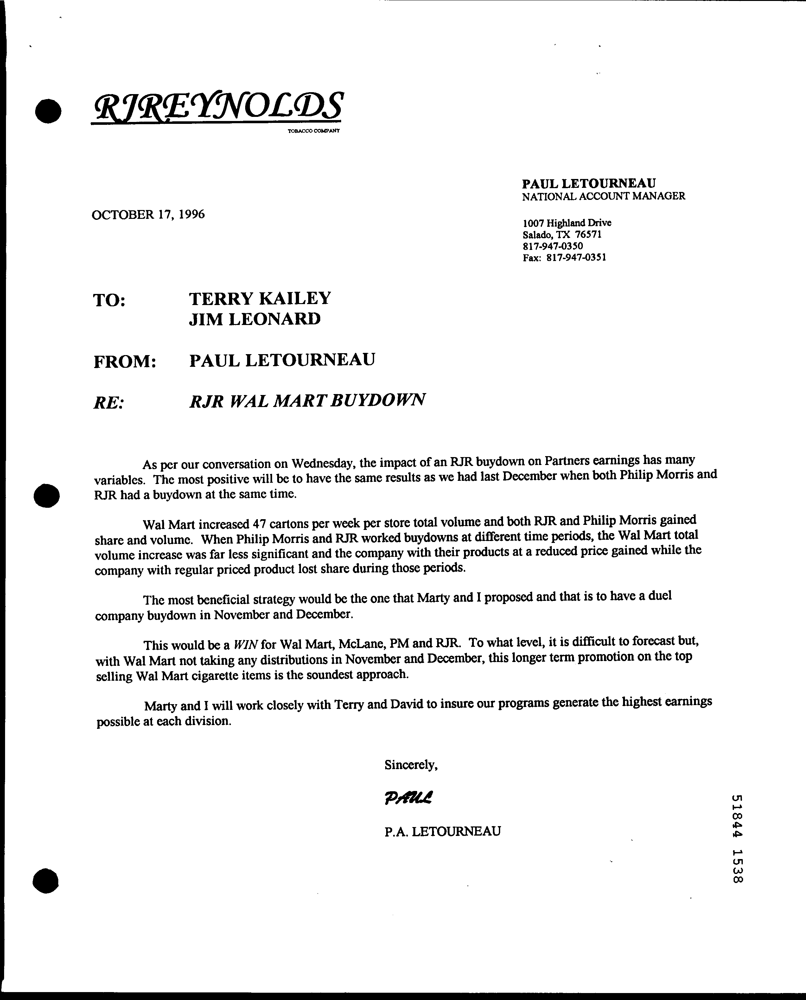 RJREYNOLDS
TOBACCO COMPANY
PAUL LETOURNEAU
NATIONAL ACCOUNT MANAGER
OCTOBER 17, 1996
1007 Highland Drive
Salado, TX 76571
817-947-0350
Fax: 817-947-0351
TO: TERRY KAILEY
JIM LEONARD
FROM: PAUL LETOURNEAU
RE: RJR WAL MART BUYDOWN
As per our conversation on Wednesday, the impact of an RJR buydown on Partners earnings has many
variables. The most positive will be to have the same results as we had last December when both Philip Morris and
RJR had a buydown at the same time.
Wal Mart increased 47 cartons per week per store total volume and both RJR and Philip Morris gained
share and volume. When Philip Morris and RJR worked buydowns at different time periods, the Wal Mart total
volume increase was far less significant and the company with their products at a reduced price gained while the
company with regular priced product lost share during those periods.
The most beneficial strategy would be the one that Marty and I proposed and that is to have a duel
company buydown in November and December.
This would be a WIN for Wal Mart, McLane, PM and RJR. To what level, it is difficult to forecast but,
with Wal Mart not taking any distributions in November and December, this longer term promotion on the top
selling Wal Mart cigarette items is the soundest approach.
Marty and I will work closely with Terry and David to insure our programs generate the highest earnings
possible at each division.
Sincerely,
PAUL
P.A. LETOURNEAU
51844 1538